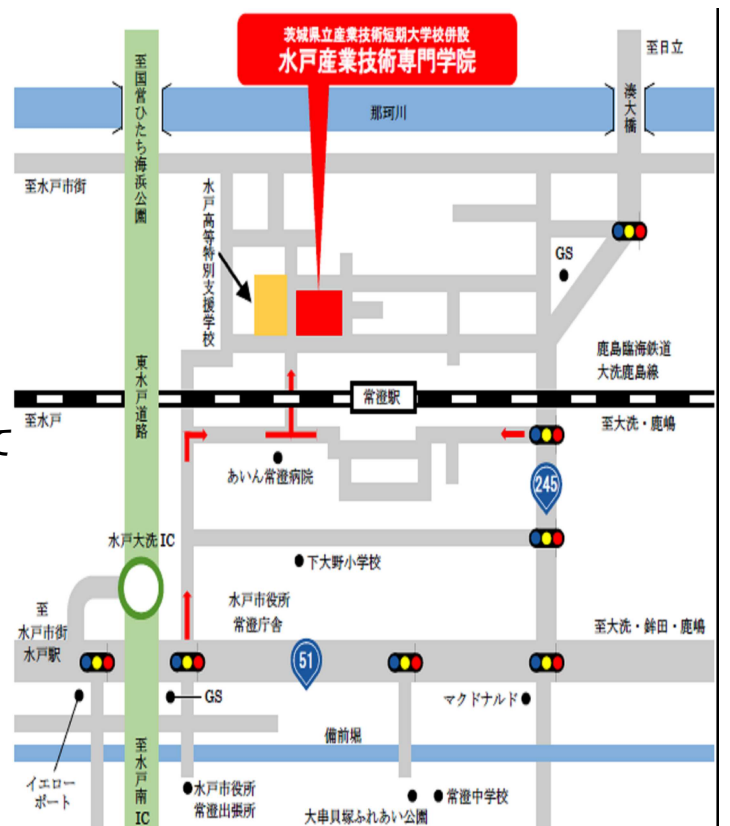 茨城県立産業技術短期大学校併設
水戸産業技術専門学院
至日立
至国営ひたち海浜公園
那珂川
湊大橋
至水戸市街
水戸高等特別支援学校
GS
鹿島臨海鉄道
大洗鹿島線
東水戸道路
常澄駅
至水戸
至大洗・鹿嶋
て
あいん常澄病院
245
水戸大洗IC
下大野小学校
至
水戸市街
水戸駅
水戸市役所
常澄庁舎
至大洗・鉾田・鹿嶋
51
GS
マクドナルド
備前堀
至水戸南IC
イエロー
ポート
水戸市役所
常澄出張所
常澄中学校
大串貝塚ふれあい公園